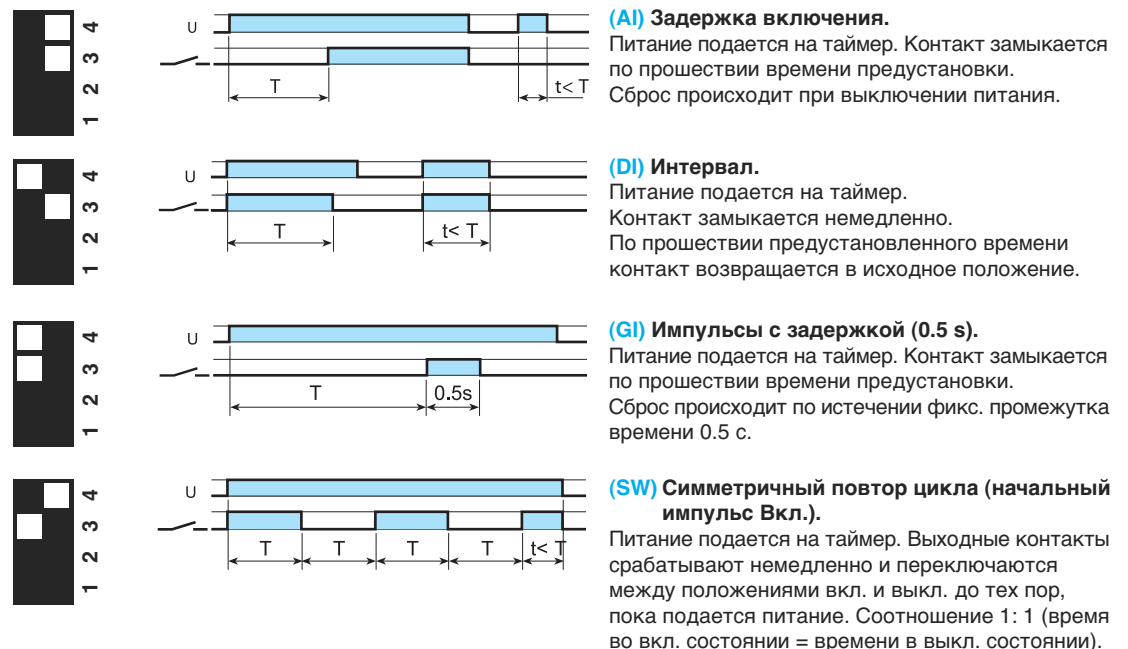 4
3
2
1
U
T
t< T
(AI) Задержка включения.
Питание подается на таймер. Контакт замыкается
по прошествии времени предустановки.
Сброс происходит при выключении питания.
4
3
2
1
U
T
t< T
(DI) Интервал.
Питание подается на таймер.
Контакт замыкается немедленно.
По прошествии предустановленного времени
контакт возвращается в исходное положение.
4
3
2
1
U
T
0.5s
(GI) Импульсы с задержкой (0.5 s).
Питание подается на таймер. Контакт замыкается
по прошествии времени предустановки.
Сброс происходит по истечении фикс. промежутка
времени 0.5 с.
4
3
2
1
U
T T T T t< T
(SW) Симметричный повтор цикла (начальный
импульс Вкл.).
Питание подается на таймер. Выходные контакты
срабатывают немедленно и переключаются
между положениями вкл. и выкл. до тех пор,
пока подается питание. Соотношение 1: 1 (время
во вкл. состоянии = времени в выкл. состоянии).